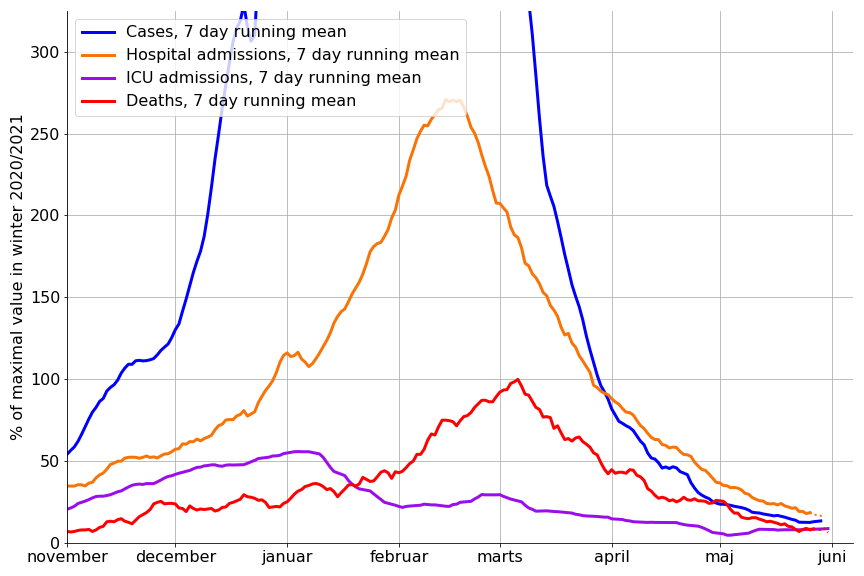 Cases, 7 day running mean
Hospital admissions, 7 day running mean
ICU admissions, 7 day running mean
Deaths, 7 day running mean
% of maximal value in winter 2020/2021
300
250
200
150
100
50
0
november december januar februar marts april maj juni